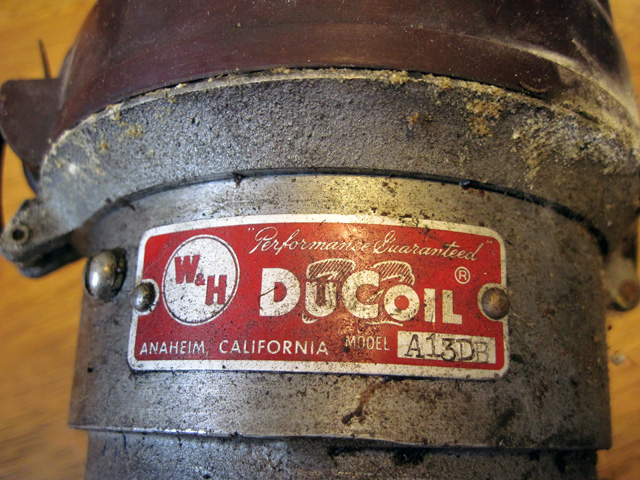 "Performance Guaranteed"
W&H
DUCOIL ®
ANAHEIM, CALIFORNIA MODEL A13DB